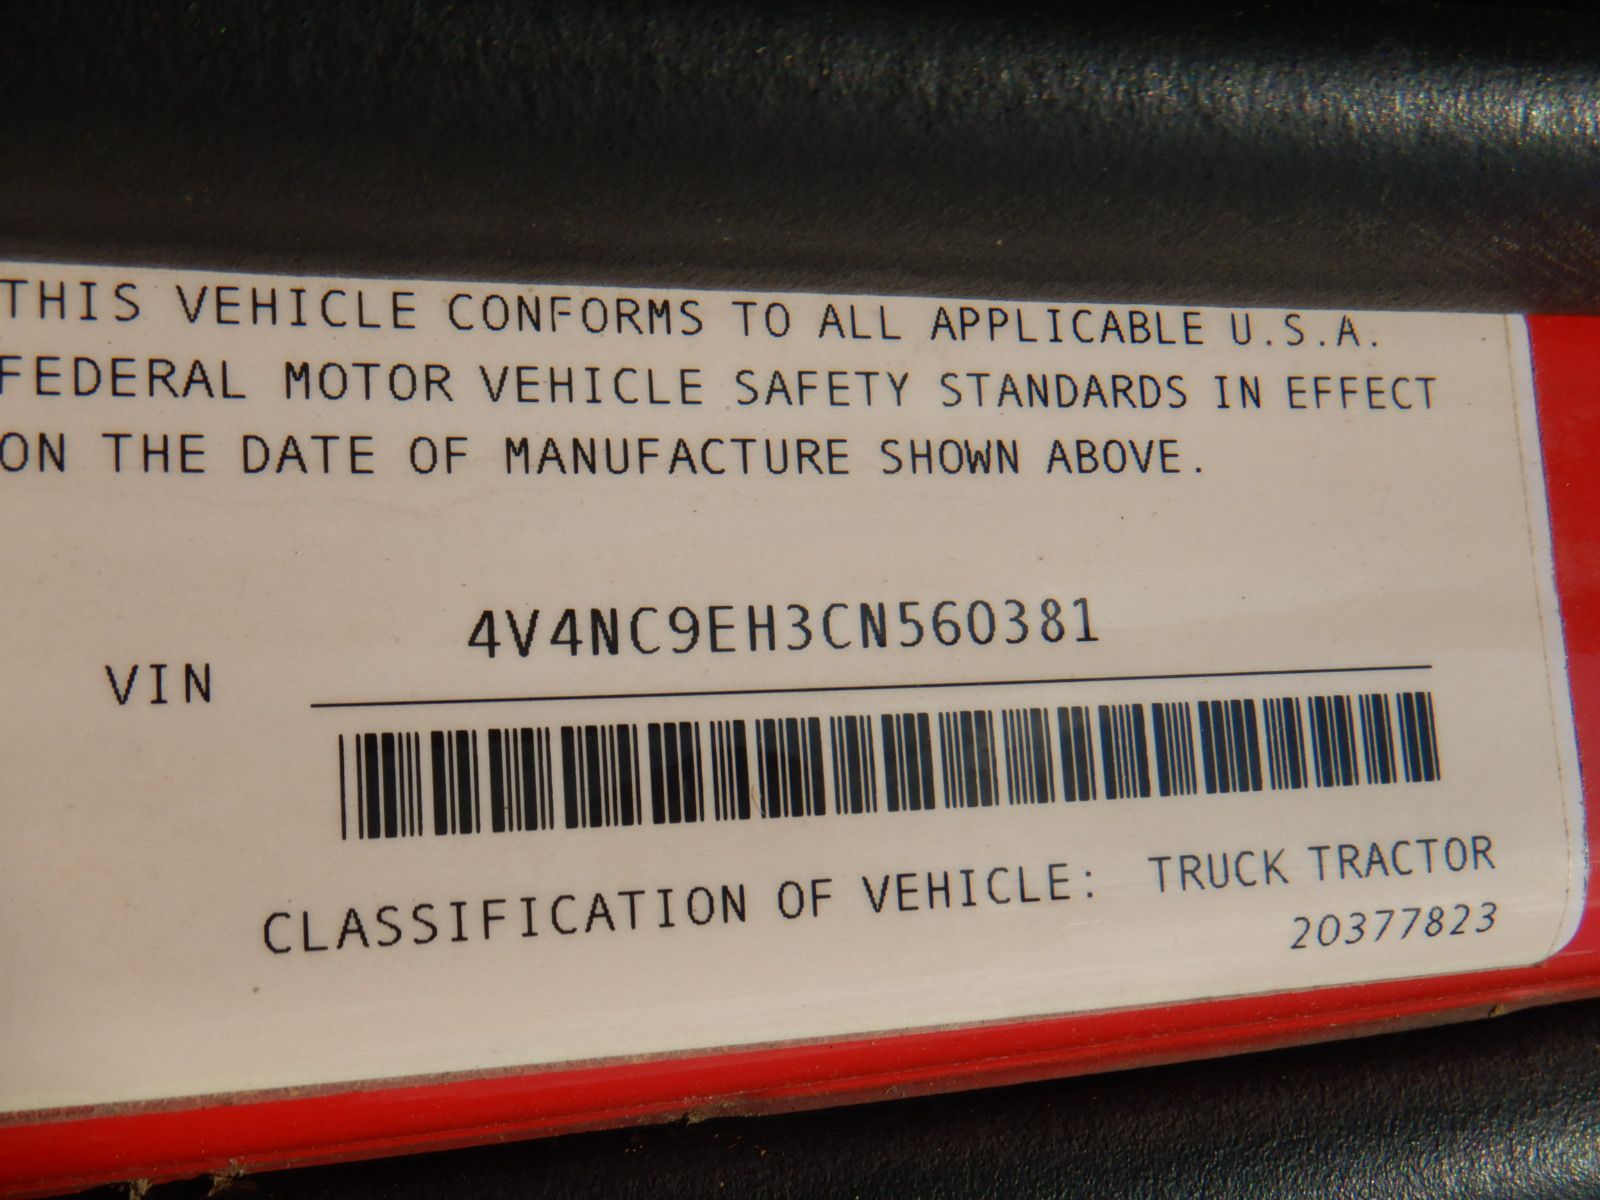 THIS VEHICLE CONFORMS TO ALL APPLICABLE U.S.A.
FEDERAL MOTOR VEHICLE SAFETY STANDARDS IN EFFECT
ON THE DATE OF MANUFACTURE SHOWN ABOVE.
4V4NC9EH3CN560381
VIN
CLASSIFICATION OF VEHICLE: TRUCK TRACTOR
20377823